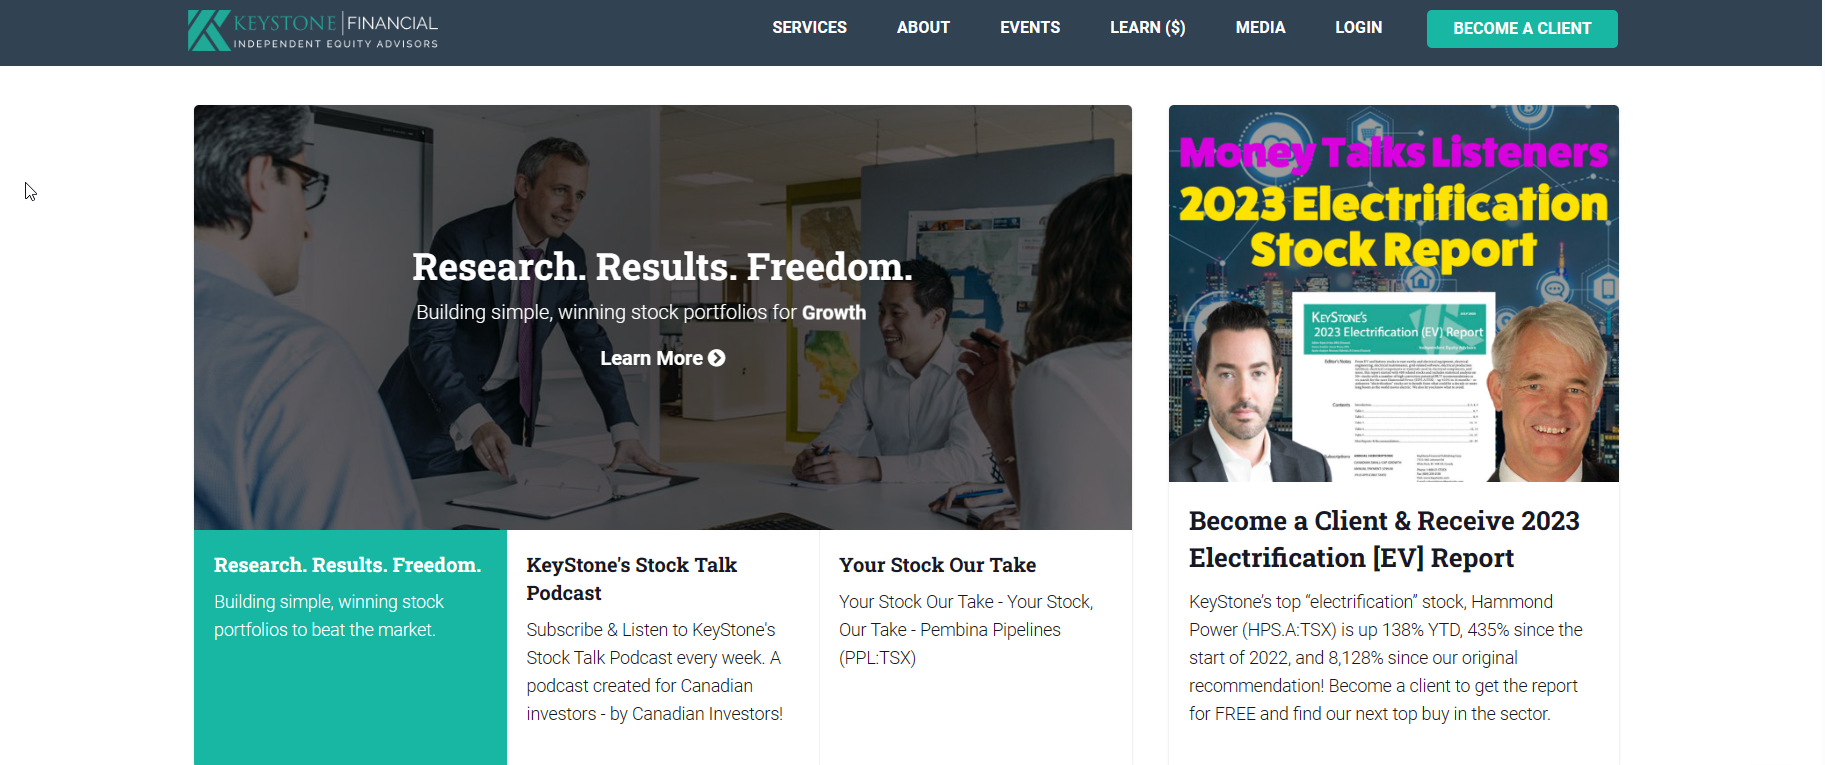 KEYSTONE FINANCIAL
INDEPENDENT EQUITY ADVISORS
SERVICES
ABOUT
EVENTS
LEARN ($)
MEDIA
LOGIN
BECOME A CLIENT
Research. Results. Freedom.
Building simple, winning stock portfolios for Growth
Learn More
Research. Results. Freedom.
Building simple, winning stock
portfolios to beat the market.
KeyStone's Stock Talk
Podcast
Subscribe & Listen to KeyStone's
Stock Talk Podcast every week. A
podcast created for Canadian
investors - by Canadian Investors!
Your Stock Our Take
Your Stock Our Take - Your Stock,
Our Take - Pembina Pipelines
(PPL:TSX)
Money Talks Listeners
2023 Electrification
Stock Report
KEYSTONE'S
2023 Electrification (EV) Report
Independent Equity Advisors
Editor's Notes
Contents
Become a Client & Receive 2023
Electrification [EV] Report
KeyStone’s top “electrification” stock, Hammond
Power (HPS.A:TSX) is up 138% YTD, 435% since the
start of 2022, and 8,128% since our original
recommendation! Become a client to get the report
for FREE and find our next top buy in the sector.